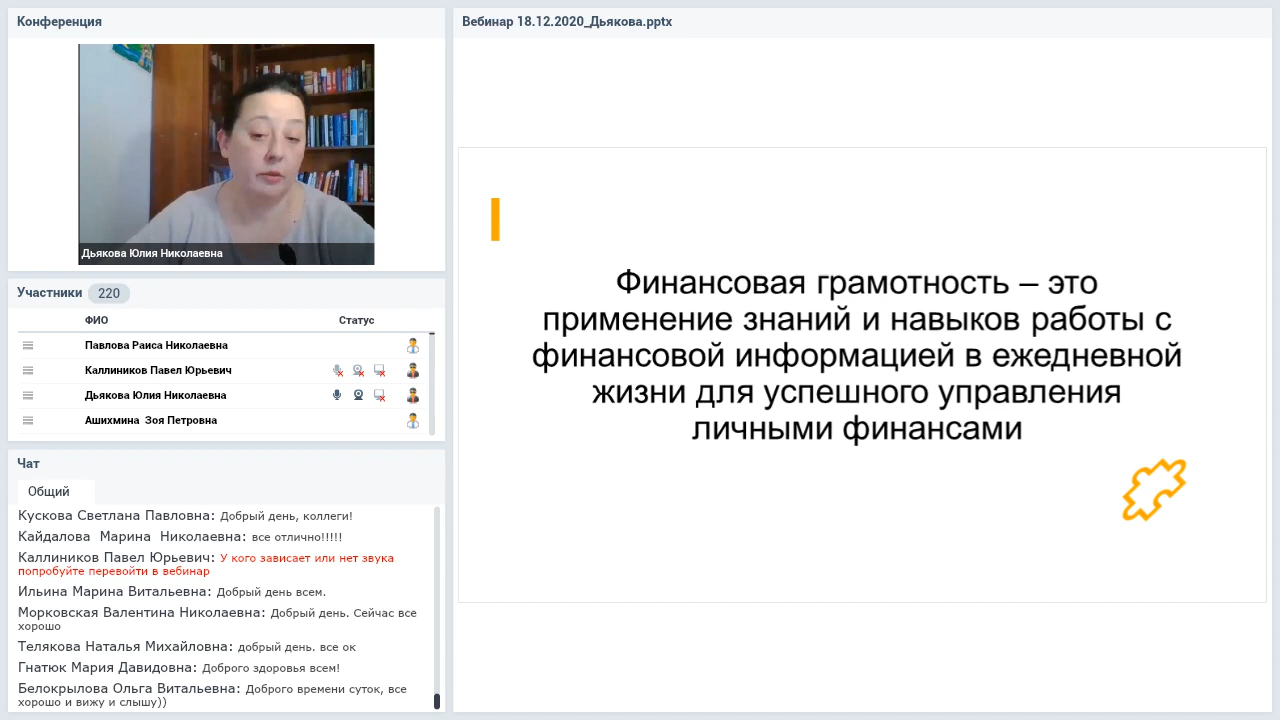 Конференция
Дьякова Юлия Николаевна
Участники 220
ФИО Статус
Павлова Раиса Николаевна
Каллиников Павел Юрьевич
Дьякова Юлия Николаевна
Ашихмина Зоя Петровна
Чат
Общий
Кускова Светлана Павловна: Добрый день, коллеги!
Кайдалова Марина Николаевна: все отлично!!!!!
Каллиников Павел Юрьевич: У кого зависает или нет звука
попробуйте перевойти в вебинар
Ильина Марина Витальевна: Добрый день всем.
Морковская Валентина Николаевна: Добрый день. Сейчас все
хорошо
Телякова Наталья Михайловна: добрый день. все ок
Гнатюк Мария Давидовна: Доброго здоровья всем!
Белокрылова Ольга Витальевна: Доброго времени суток, все
хорошо и вижу и слышу))
Вебинар 18.12.2020_Дьякова.pptx
Финансовая грамотность – это
применение знаний и навыков работы с
финансовой информацией в ежедневной
жизни для успешного управления
личными финансами